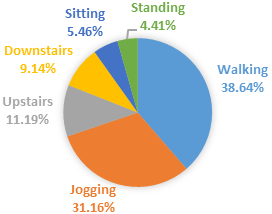 Standing
4.41%
Sitting
5.46%
Downstairs
9.14%
Upstairs
11.19%
Walking
38.64%
Jogging
31.16%